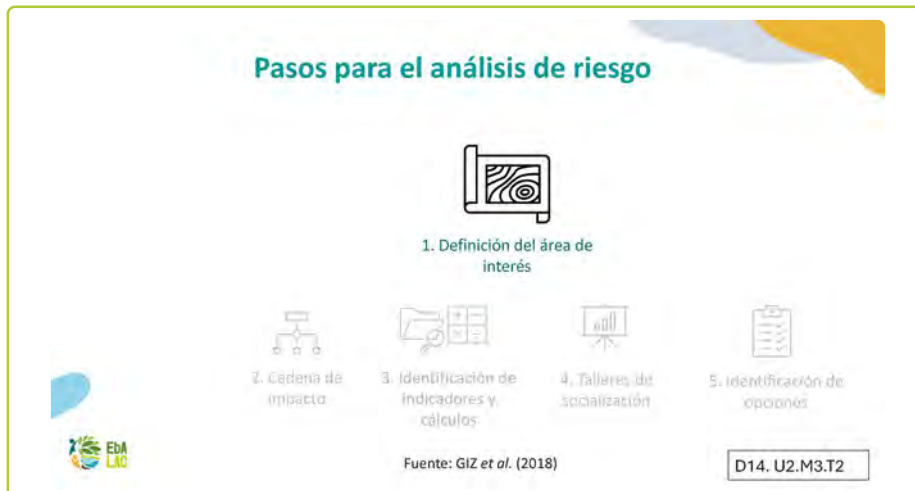 Pasos para el análisis de riesgo
1. Definición del área de
interés
2. Cadena de
impacto
3. Identificación de
indicadores y
cálculos
4. Talleres de
socialización
5. Identificación de
opciones
EbA
LAC
Fuente: GIZ et al. (2018)
D14. U2.M3.T2